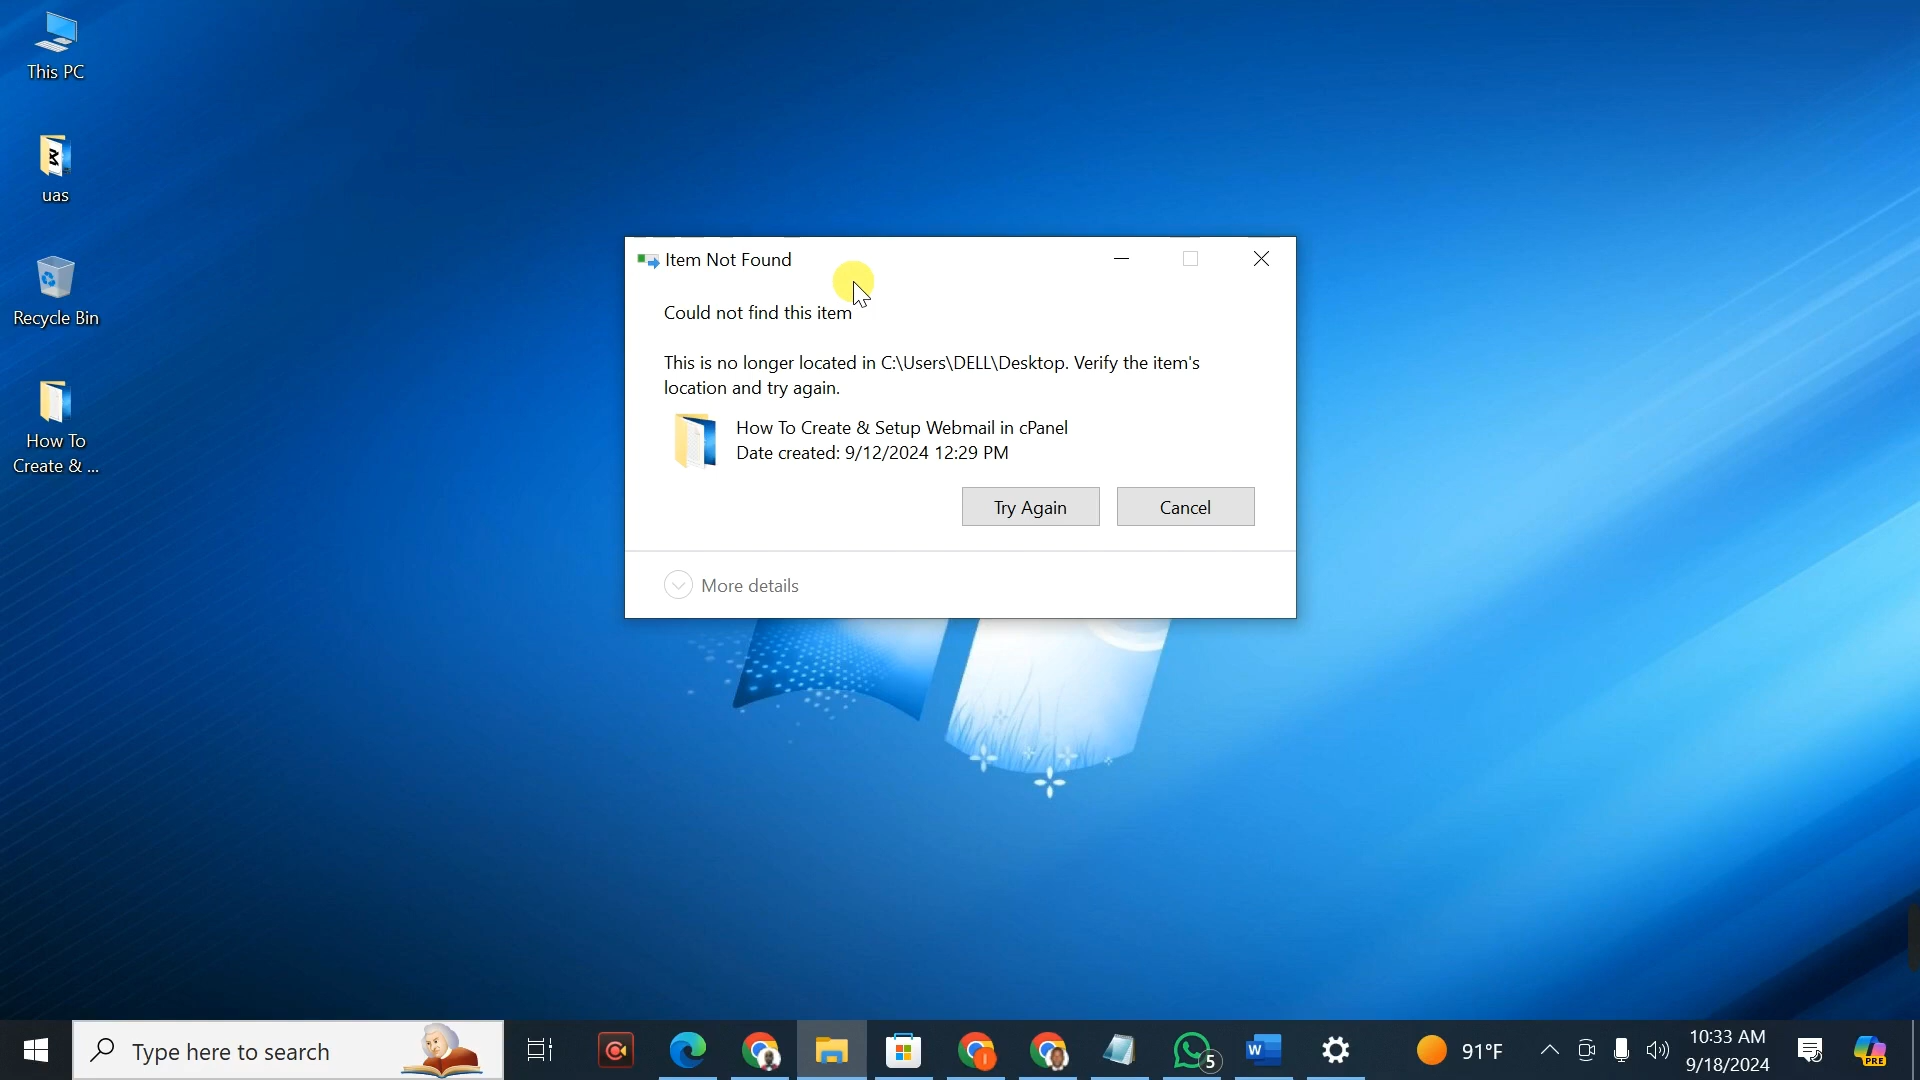 This PC
uas
Recycle Bin
How To
Create & ...
Item Not Found
Could not find this item
This is no longer located in C:\Users\DELL\Desktop. Verify the item's
location and try again.
How To Create & Setup Webmail in cPanel
Date created: 9/12/2024 12:29 PM
Try Again
Cancel
More details
Type here to search
5
W
91°F
10:33 AM
9/18/2024
PRE